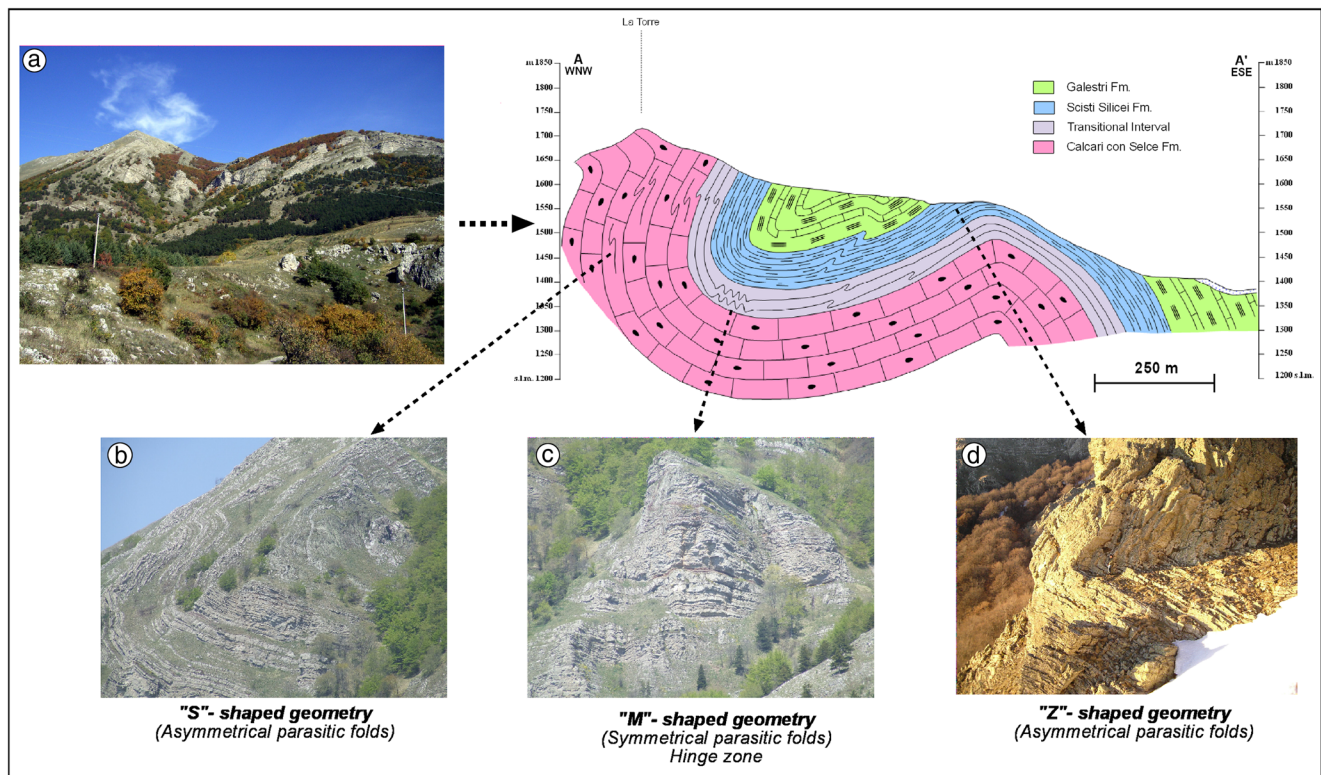 a
La Torre
A
WNW
m 1850
1800
1750
1700
1650
1600
1550
1500
1450
1400
1350
1300
1250
s.l.m. 1200
A'
ESE
m 1850
1800
1750
1700
1650
1600
1550
1500
1450
1400
1350
1300
1250
1200 s.l.m.
Galestri Fm.
Scisti Silicei Fm.
Transitional Interval
Calcari con Selce Fm.
250 m
b
"S"- shaped geometry
(Asymmetrical parasitic folds)
c
"M"- shaped geometry
(Symmetrical parasitic folds)
Hinge zone
d
"Z"- shaped geometry
(Asymmetrical parasitic folds)